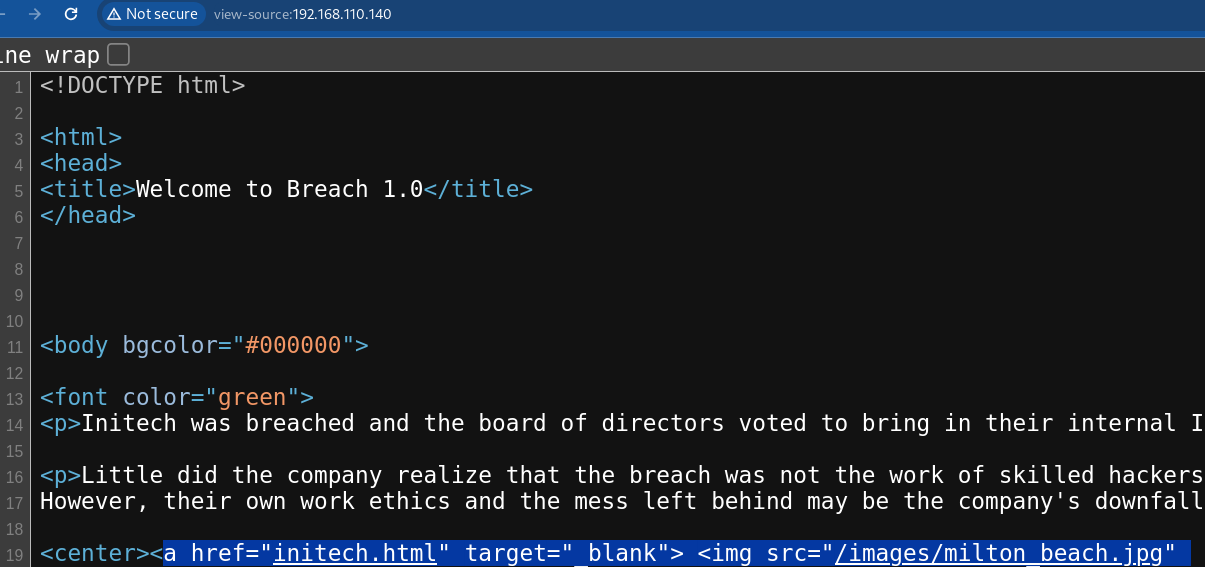 Not secure view-source:192.168.110.140
ine wrap
1 <!DOCTYPE html>
2
3 <html>
4 <head>
5 <title>Welcome to Breach 1.0</title>
6 </head>
7
8
9
10
11 <body bgcolor="#000000">
12
13 <font color="green">
14 <p>Initech was breached and the board of directors voted to bring in their internal I
15
16 <p>Little did the company realize that the breach was not the work of skilled hackers
17 However, their own work ethics and the mess left behind may be the company's downfall
18
19 <center><a href="initech.html" target="_blank"> <img src="/images/milton_beach.jpg"